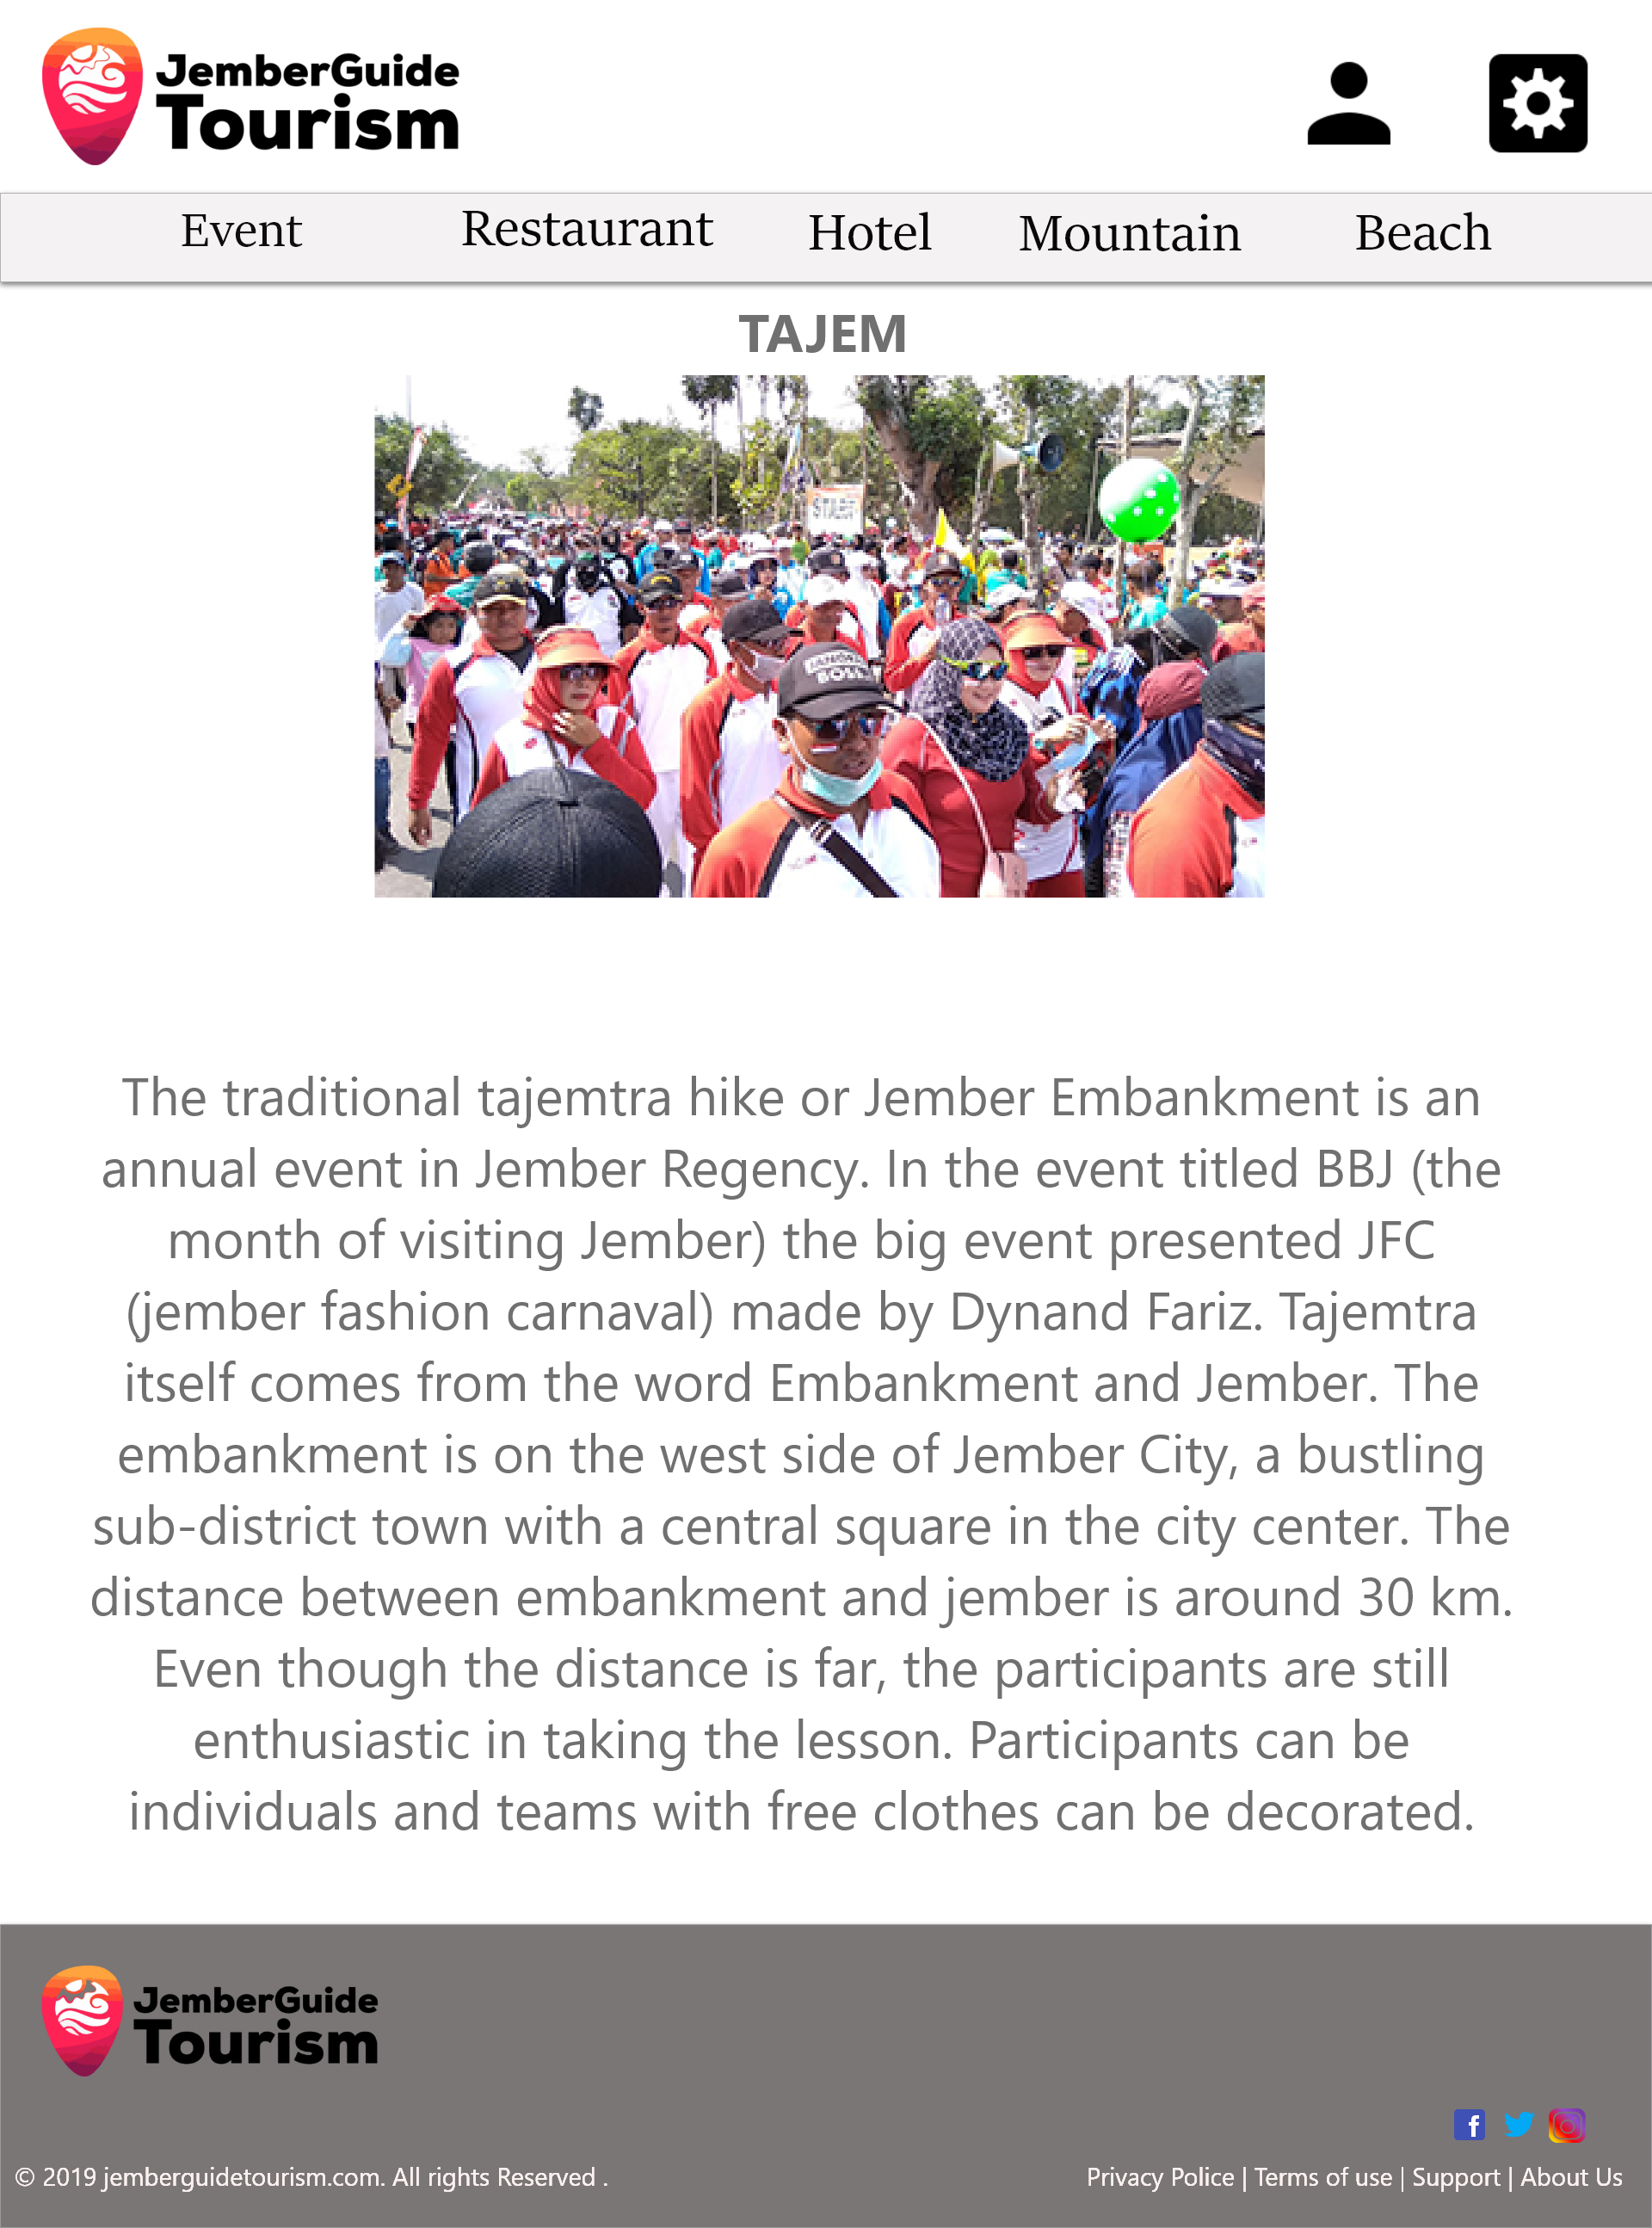 JemberGuide
Tourism
Event Restaurant Hotel Mountain Beach
TAJEM
START
BOSS
The traditional tajemtra hike or Jember Embankment is an
annual event in Jember Regency. In the event titled BBJ (the
month of visiting Jember) the big event presented JFC
(jember fashion carnaval) made by Dynand Fariz. Tajemtra
itself comes from the word Embankment and Jember. The
embankment is on the west side of Jember City, a bustling
sub-district town with a central square in the city center. The
distance between embankment and jember is around 30 km.
Even though the distance is far, the participants are still
enthusiastic in taking the lesson. Participants can be
individuals and teams with free clothes can be decorated.
JemberGuide
Tourism
© 2019 jemberguidetourism.com. All rights Reserved .
Privacy Police | Terms of use | Support | About Us